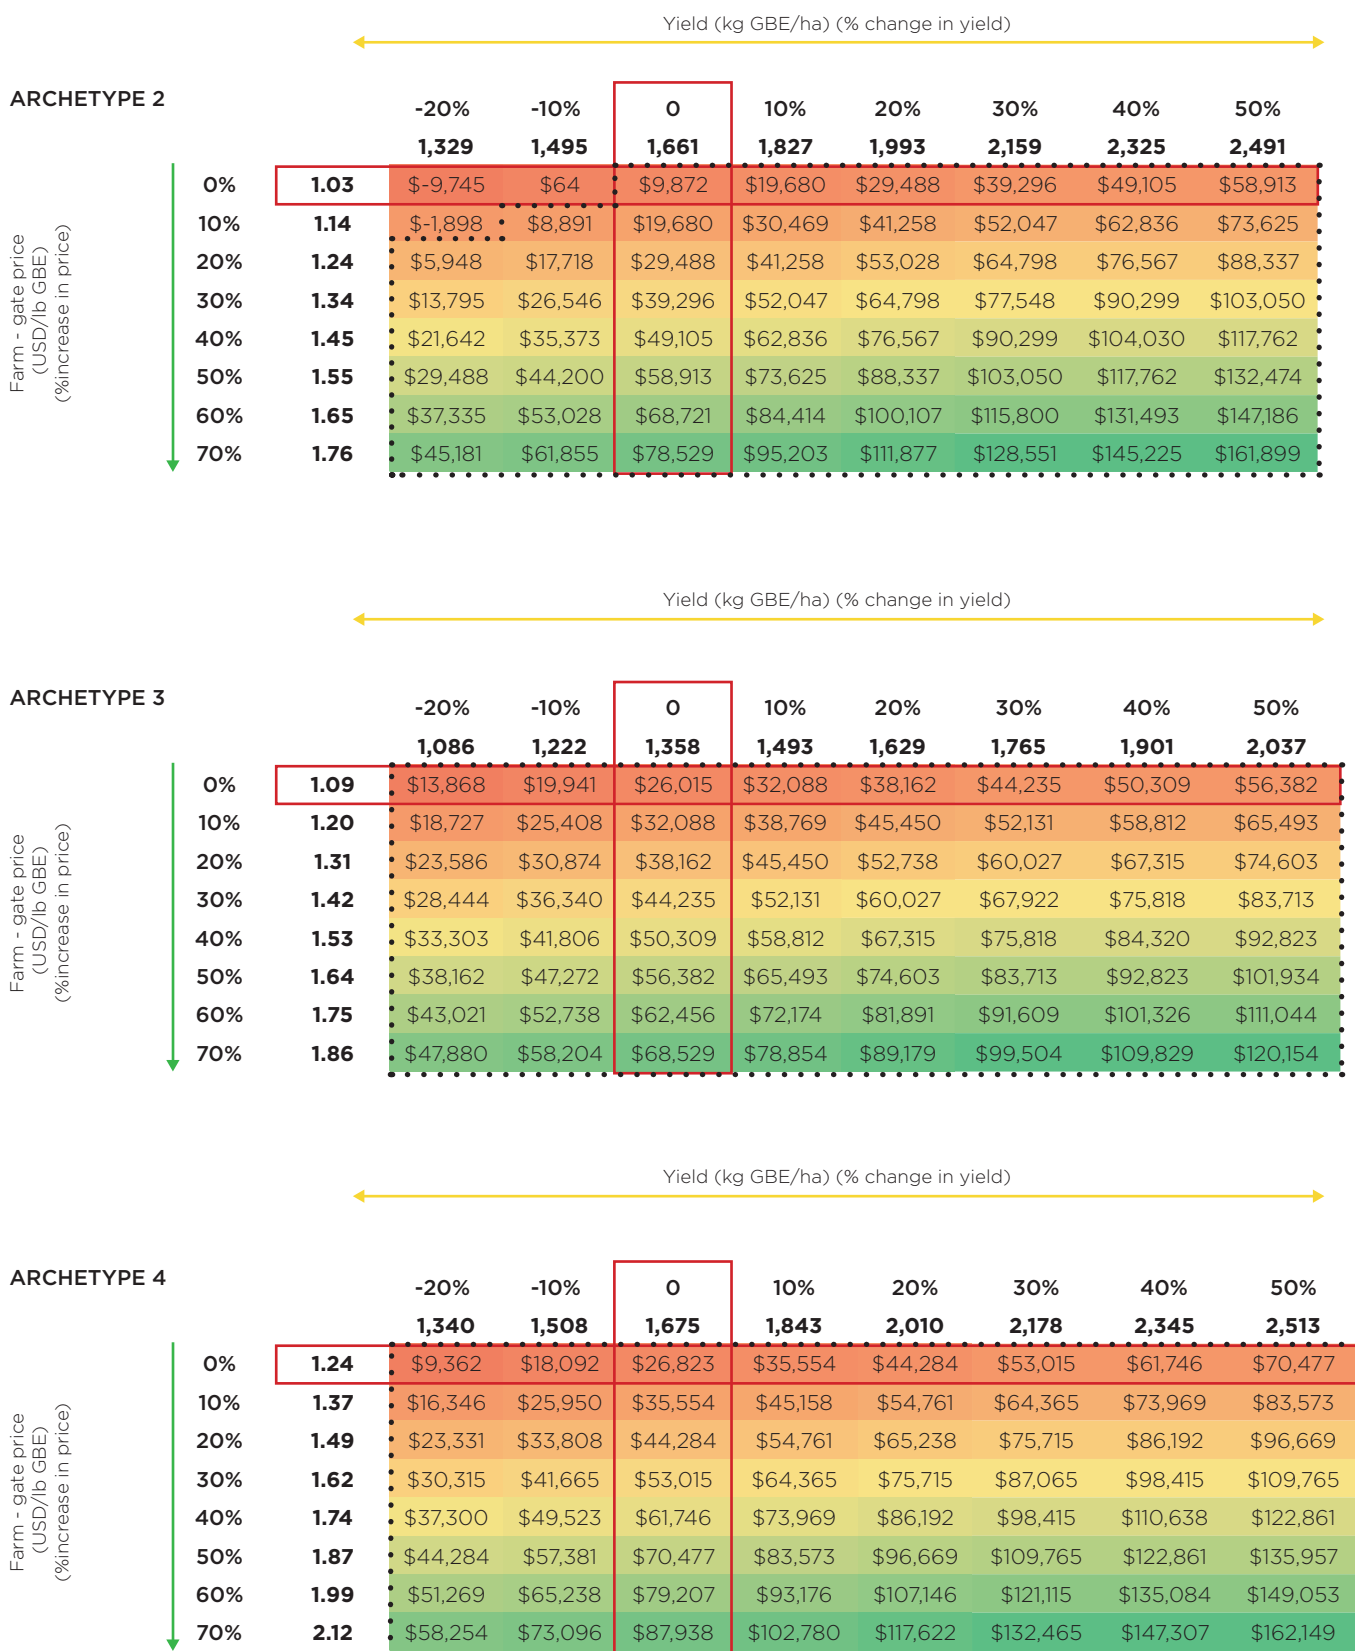 Yield (kg GBE/ha) (% change in yield)
ARCHETYPE 2
-20% -10% 0 10% 20% 30% 40% 50%
1,329 1,495 1,661 1,827 1,993 2,159 2,325 2,491
Farm - gate price
(USD/lb GBE)
(%increase in price)
0% 1.03 $-9,745 $64 $9,872 $19,680 $29,488 $39,296 $49,105 $58,913
10% 1.14 $-1,898 $8,891 $19,680 $30,469 $41,258 $52,047 $62,836 $73,625
20% 1.24 $5,948 $17,718 $29,488 $41,258 $53,028 $64,798 $76,567 $88,337
30% 1.34 $13,795 $26,546 $39,296 $52,047 $64,798 $77,548 $90,299 $103,050
40% 1.45 $21,642 $35,373 $49,105 $62,836 $76,567 $90,299 $104,030 $117,762
50% 1.55 $29,488 $44,200 $58,913 $73,625 $88,337 $103,050 $117,762 $132,474
60% 1.65 $37,335 $53,028 $68,721 $84,414 $100,107 $115,800 $131,493 $147,186
70% 1.76 $45,181 $61,855 $78,529 $95,203 $111,877 $128,551 $145,225 $161,899
Yield (kg GBE/ha) (% change in yield)
ARCHETYPE 3
-20% -10% 0 10% 20% 30% 40% 50%
1,086 1,222 1,358 1,493 1,629 1,765 1,901 2,037
Farm - gate price
(USD/lb GBE)
(%increase in price)
0% 1.09 $13,868 $19,941 $26,015 $32,088 $38,162 $44,235 $50,309 $56,382
10% 1.20 $18,727 $25,408 $32,088 $38,769 $45,450 $52,131 $58,812 $65,493
20% 1.31 $23,586 $30,874 $38,162 $45,450 $52,738 $60,027 $67,315 $74,603
30% 1.42 $28,444 $36,340 $44,235 $52,131 $60,027 $67,922 $75,818 $83,713
40% 1.53 $33,303 $41,806 $50,309 $58,812 $67,315 $75,818 $84,320 $92,823
50% 1.64 $38,162 $47,272 $56,382 $65,493 $74,603 $83,713 $92,823 $101,934
60% 1.75 $43,021 $52,738 $62,456 $72,174 $81,891 $91,609 $101,326 $111,044
70% 1.86 $47,880 $58,204 $68,529 $78,854 $89,179 $99,504 $109,829 $120,154
Yield (kg GBE/ha) (% change in yield)
ARCHETYPE 4
-20% -10% 0 10% 20% 30% 40% 50%
1,340 1,508 1,675 1,843 2,010 2,178 2,345 2,513
Farm - gate price
(USD/lb GBE)
(%increase in price)
0% 1.24 $9,362 $18,092 $26,823 $35,554 $44,284 $53,015 $61,746 $70,477
10% 1.37 $16,346 $25,950 $35,554 $45,158 $54,761 $64,365 $73,969 $83,573
20% 1.49 $23,331 $33,808 $44,284 $54,761 $65,238 $75,715 $86,192 $96,669
30% 1.62 $30,315 $41,665 $53,015 $64,365 $75,715 $87,065 $98,415 $109,765
40% 1.74 $37,300 $49,523 $61,746 $73,969 $86,192 $98,415 $110,638 $122,861
50% 1.87 $44,284 $57,381 $70,477 $83,573 $96,669 $109,765 $122,861 $135,957
60% 1.99 $51,269 $65,238 $79,207 $93,176 $107,146 $121,115 $135,084 $149,053
70% 2.12 $58,254 $73,096 $87,938 $102,780 $117,622 $132,465 $147,307 $162,149